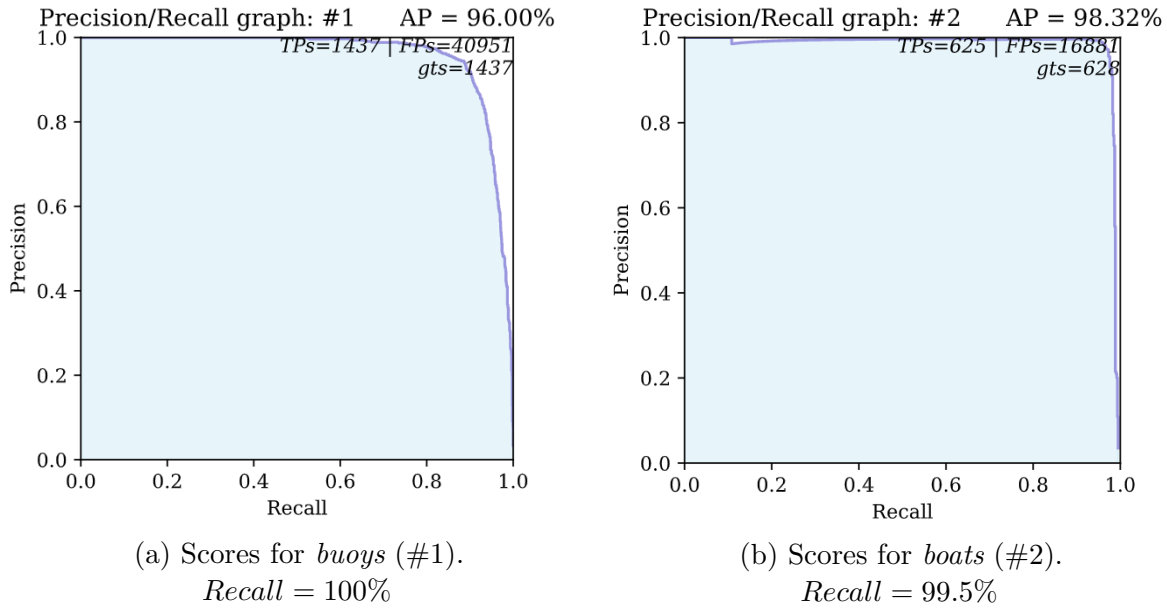 Precision/Recall graph: #1 AP = 96.00%
TPs=1437 | FPs=40951
gts=1437
1.0
0.8
0.6
0.4
0.2
0.0
Precision
0.0 0.2 0.4 0.6 0.8 1.0
Recall
(a) Scores for buoys (#1).
Recall = 100%
Precision/Recall graph: #2 AP = 98.32%
TPs=625 | FPs=16881
gts=628
1.0
0.8
0.6
0.4
0.2
0.0
Precision
0.0 0.2 0.4 0.6 0.8 1.0
Recall
(b) Scores for boats (#2).
Recall = 99.5%